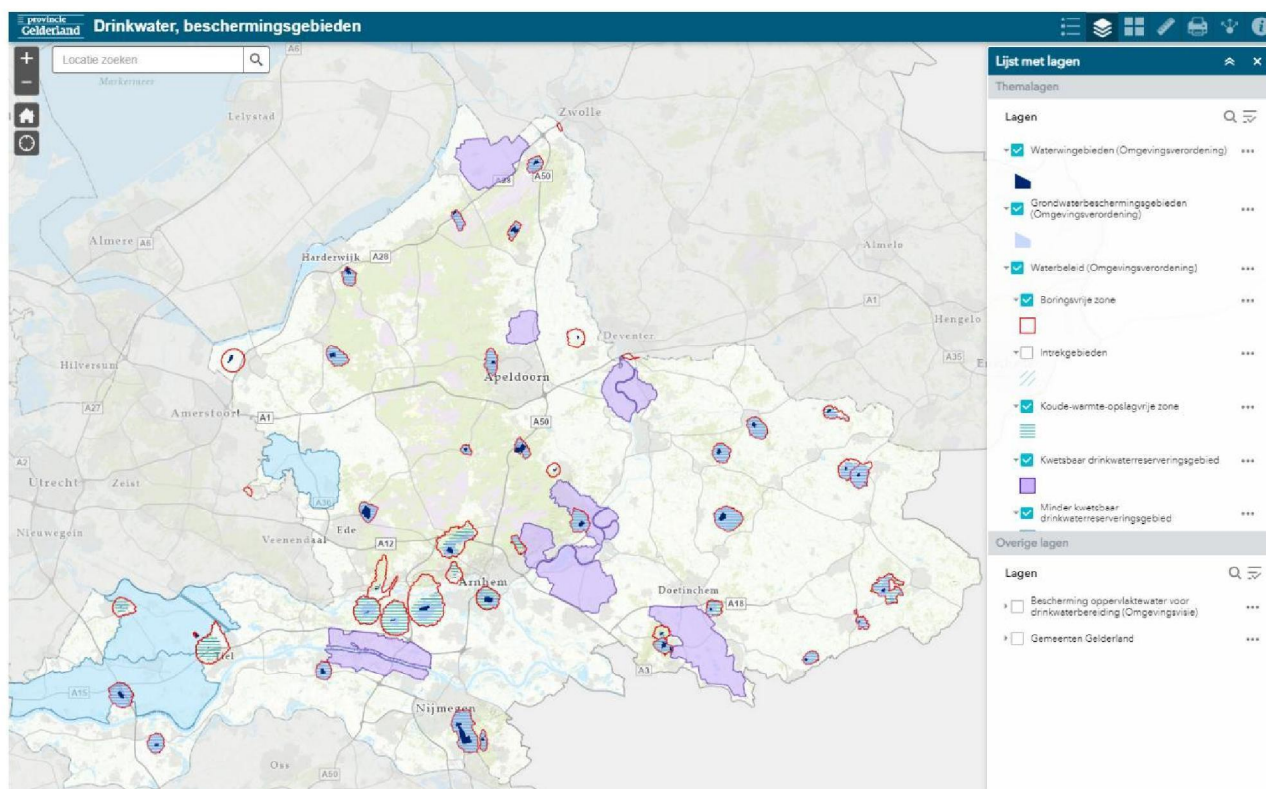 provincie
Gelderland
Drinkwater, beschermingsgebieden
+
Locatie zoeken
−
Markermeer
A6
Lelystad
Zwolle
A28
A50
Almere
A6
Harderwijk
A28
Almelo
A1
Hengelo
Deventer
A35
Hilversum
A27
Apeldoorn
Amersfoort
A1
A50
A2
Utrecht
Zeist
A30
Nieuwegein
Veenendaal
Ede
A12
Arnhem
Doetinchem
A18
Tiel
A3
A15
Nijmegen
Oss
A50
Lijst met lagen
Themalagen
Lagen
Waterwingebieden (Omgevingsverordening)
Grondwaterbeschermingsgebieden
(Omgevingsverordening)
Waterbeleid (Omgevingsverordening)
Boringsvrije zone
Intrekgebieden
Koude-warmte-opslagvrije zone
Kwetsbaar drinkwaterreserveringsgebied
Minder kwetsbaar
drinkwaterreserveringsgebied
Overige lagen
Lagen
Bescherming oppervlaktewater voor
drinkwaterbereiding (Omgevingsvisie)
Gemeenten Gelderland